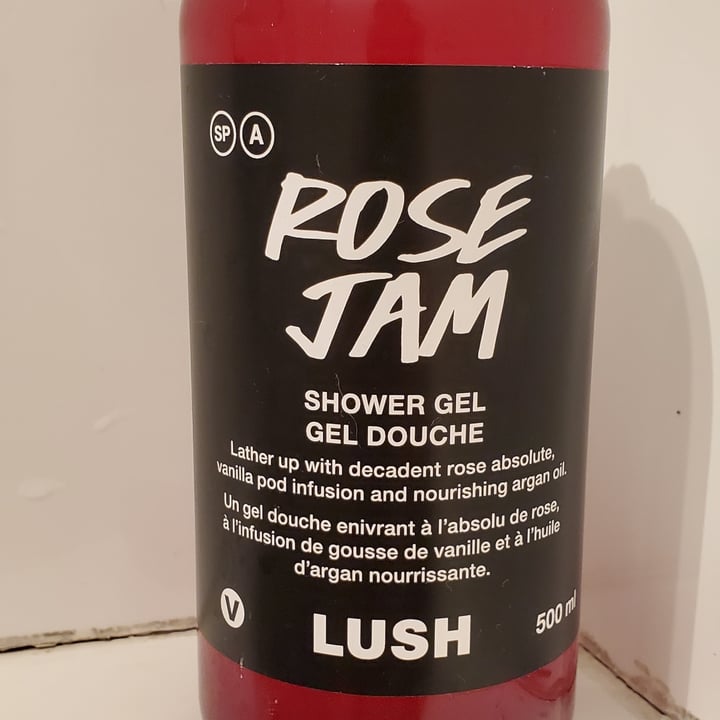 SP A
ROSE
JAM
SHOWER GEL
GEL DOUCHE
Lather up with decadent rose absolute,
vanilla pod infusion and nourishing argan oil.
Un gel douche enivrant à l'absolu de rose,
à l'infusion de gousse de vanille et à l'huile
d'argan nourrissante.
V LUSH 500 ml